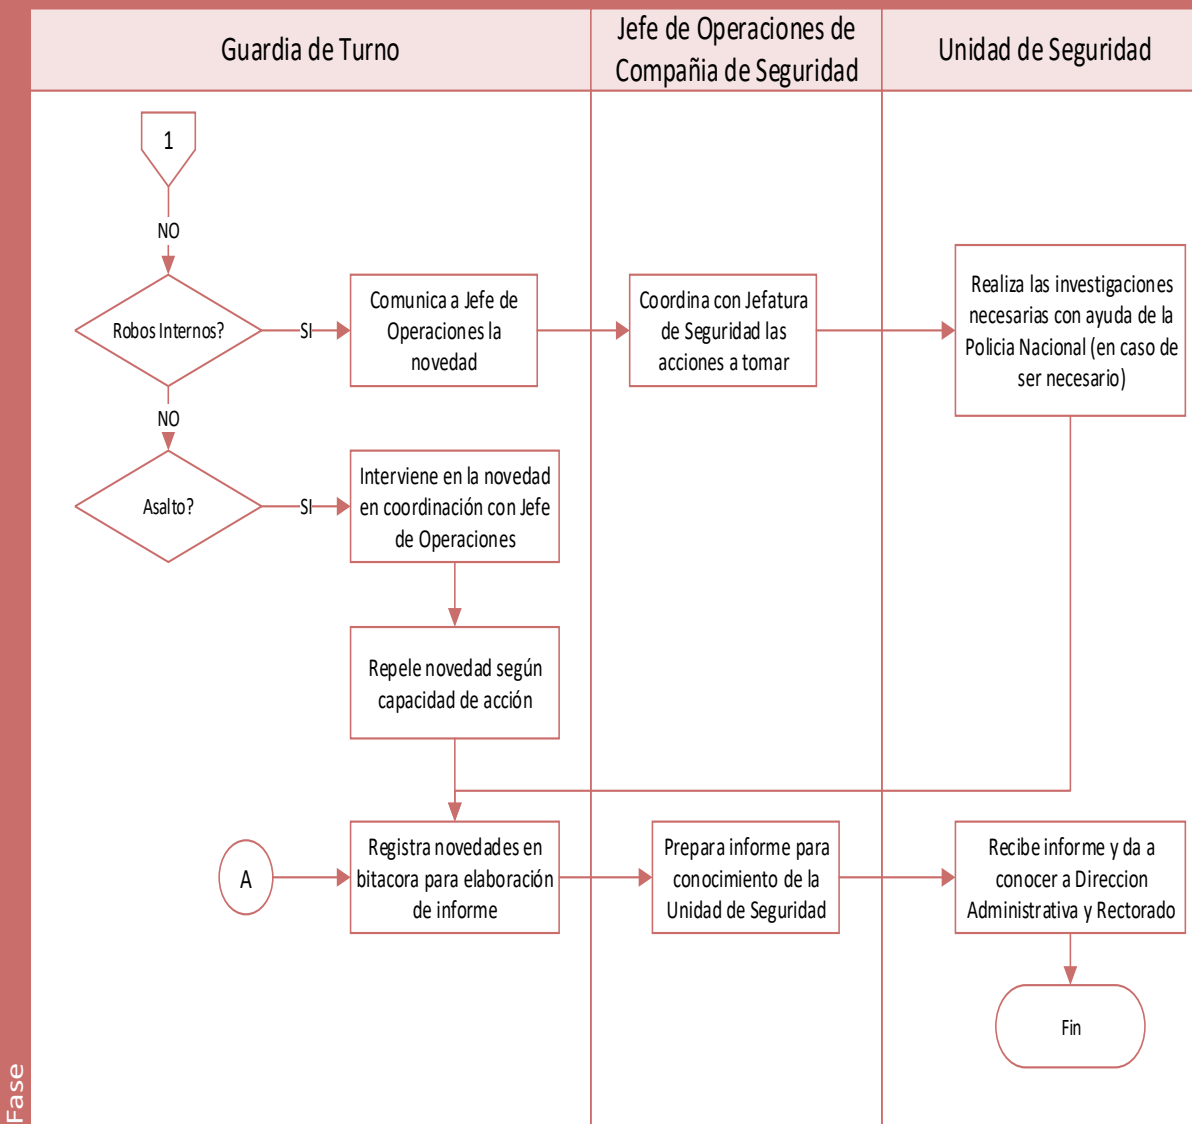 Guardia de Turno
Jefe de Operaciones de
Compañia de Seguridad
Unidad de Seguridad
1
NO
Robos Internos?
SI
Comunica a Jefe de
Operaciones la
novedad
Coordina con Jefatura
de Seguridad las
acciones a tomar
Realiza las investigaciones
necesarias con ayuda de la
Policia Nacional (en caso de
ser necesario)
NO
Asalto?
SI
Interviene en la novedad
en coordinación con Jefe
de Operaciones
Repele novedad según
capacidad de acción
A
Registra novedades en
bitacora para elaboración
de informe
Prepara informe para
conocimiento de la
Unidad de Seguridad
Recibe informe y da a
conocer a Direccion
Administrativa y Rectorado
Fin
Fase